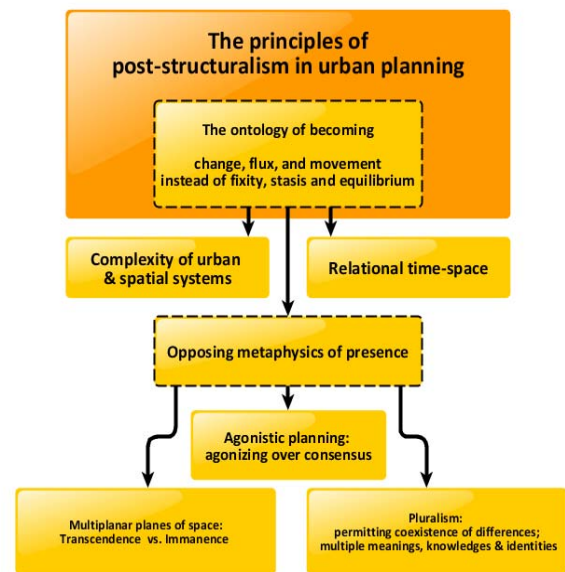 The principles of
post-structuralism in urban planning
The ontology of becoming
change, flux, and movement
instead of fixity, stasis and equilibrium
Complexity of urban
& spatial systems
Relational time-space
Opposing metaphysics of presence
Agonistic planning:
agonizing over consensus
Multiplanar planes of space:
Transcendence vs. Immanence
Pluralism:
permitting coexistence of differences;
multiple meanings, knowledges & identities